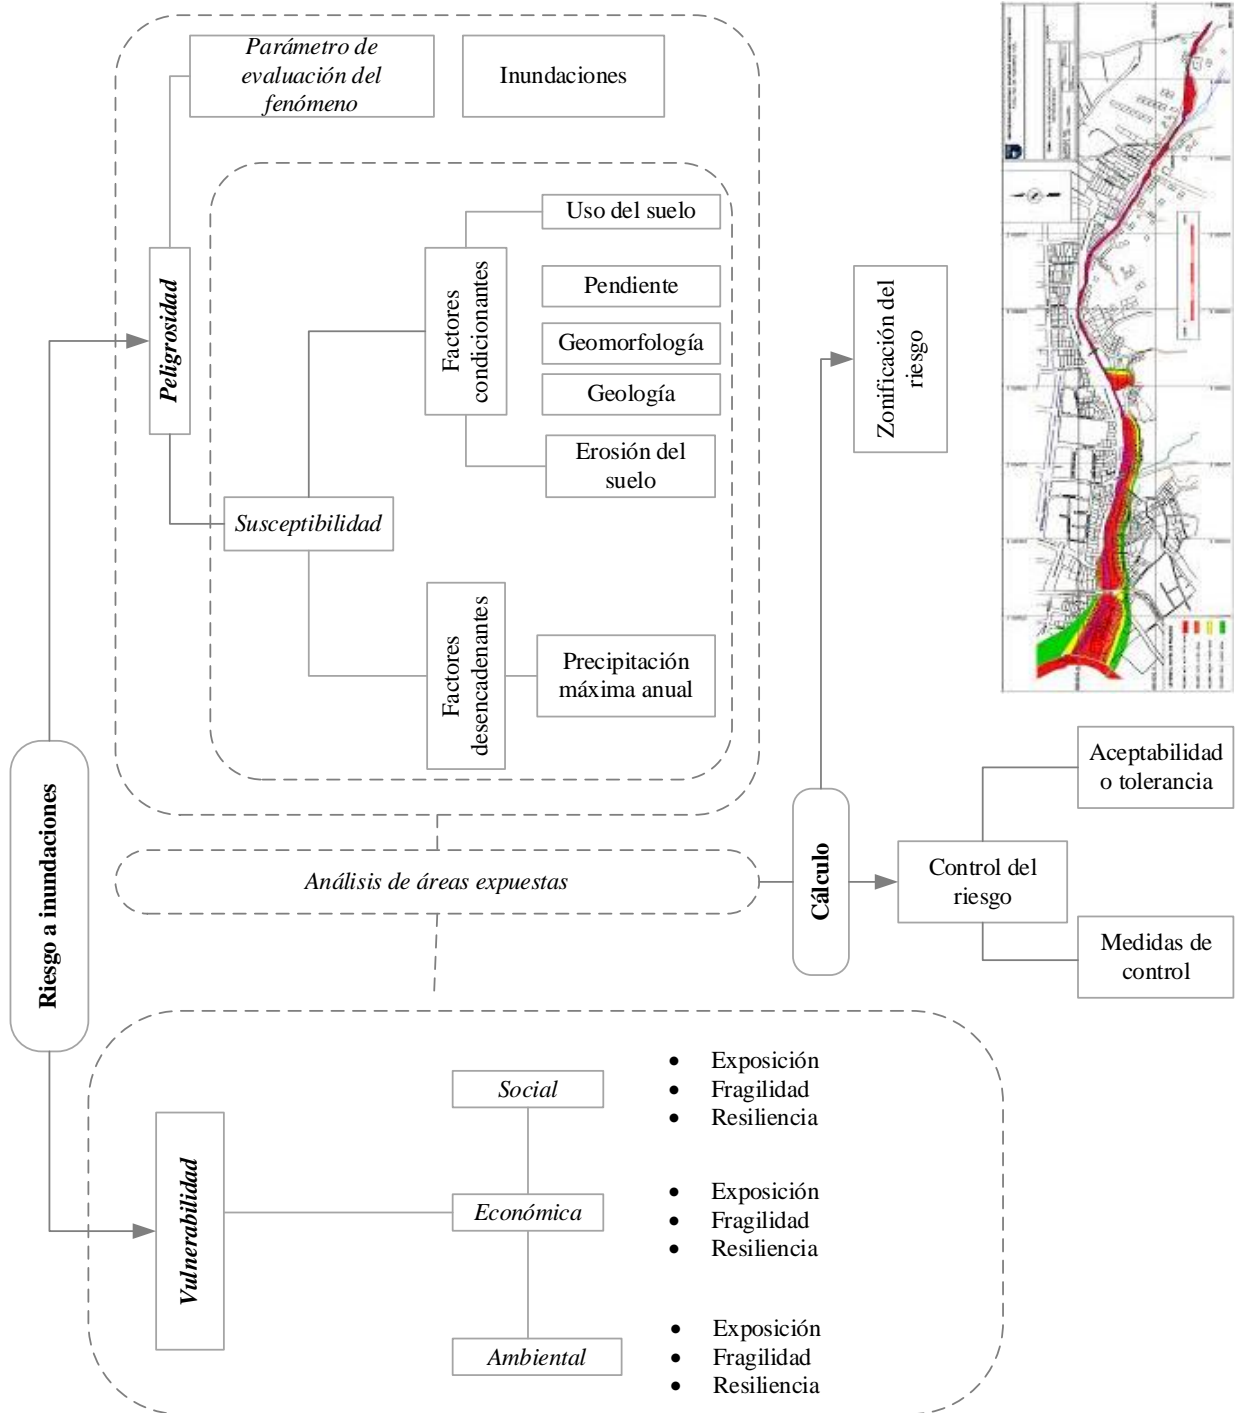 Parámetro de
evaluación del
fenómeno
Inundaciones
Uso del suelo
Pendiente
Geomorfología
Geología
Erosión del
suelo
Factores
condicionantes
Peligrosidad
Susceptibilidad
Factores
desencadenantes
Precipitación
máxima anual
Zonificación del
riesgo
Riesgo a inundaciones
Análisis de áreas expuestas
Cálculo
Control del
riesgo
Aceptabilidad
o tolerancia
Medidas de
control
Vulnerabilidad
Social
• Exposición
• Fragilidad
• Resiliencia
Económica
• Exposición
• Fragilidad
• Resiliencia
Ambiental
• Exposición
• Fragilidad
• Resiliencia